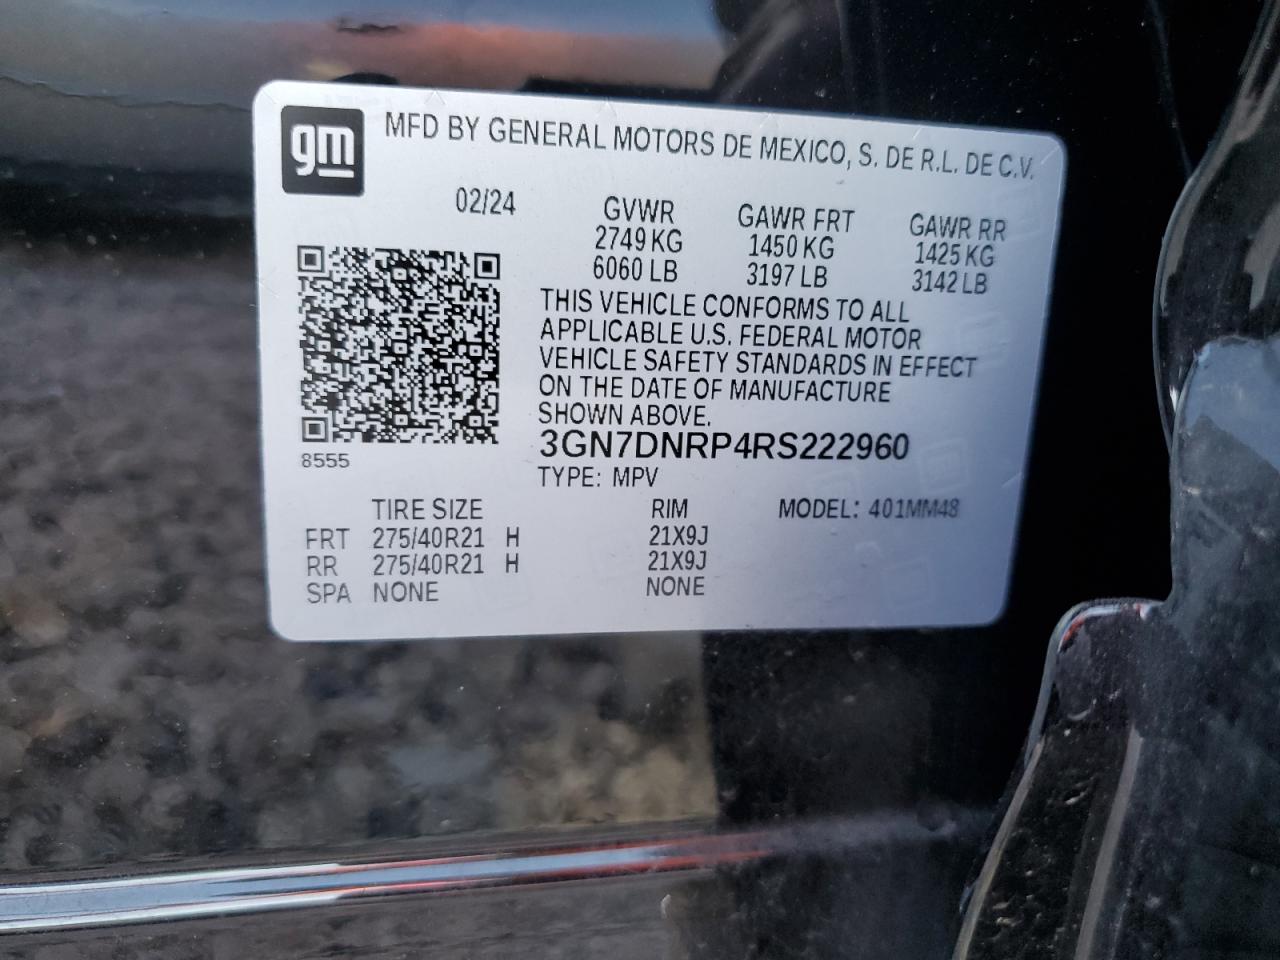 gm MFD BY GENERAL MOTORS DE MEXICO, S. DE R.L. DE C.V.
02/24 GVWR GAWR FRT GAWR RR
2749 KG 1450 KG 1425 KG
6060 LB 3197 LB 3142 LB
THIS VEHICLE CONFORMS TO ALL
APPLICABLE U.S. FEDERAL MOTOR
VEHICLE SAFETY STANDARDS IN EFFECT
ON THE DATE OF MANUFACTURE
SHOWN ABOVE.
3GN7DNRP4RS222960
8555
TYPE: MPV
TIRE SIZE RIM MODEL: 401MM48
FRT 275/40R21 H 21X9J
RR 275/40R21 H 21X9J
SPA NONE NONE